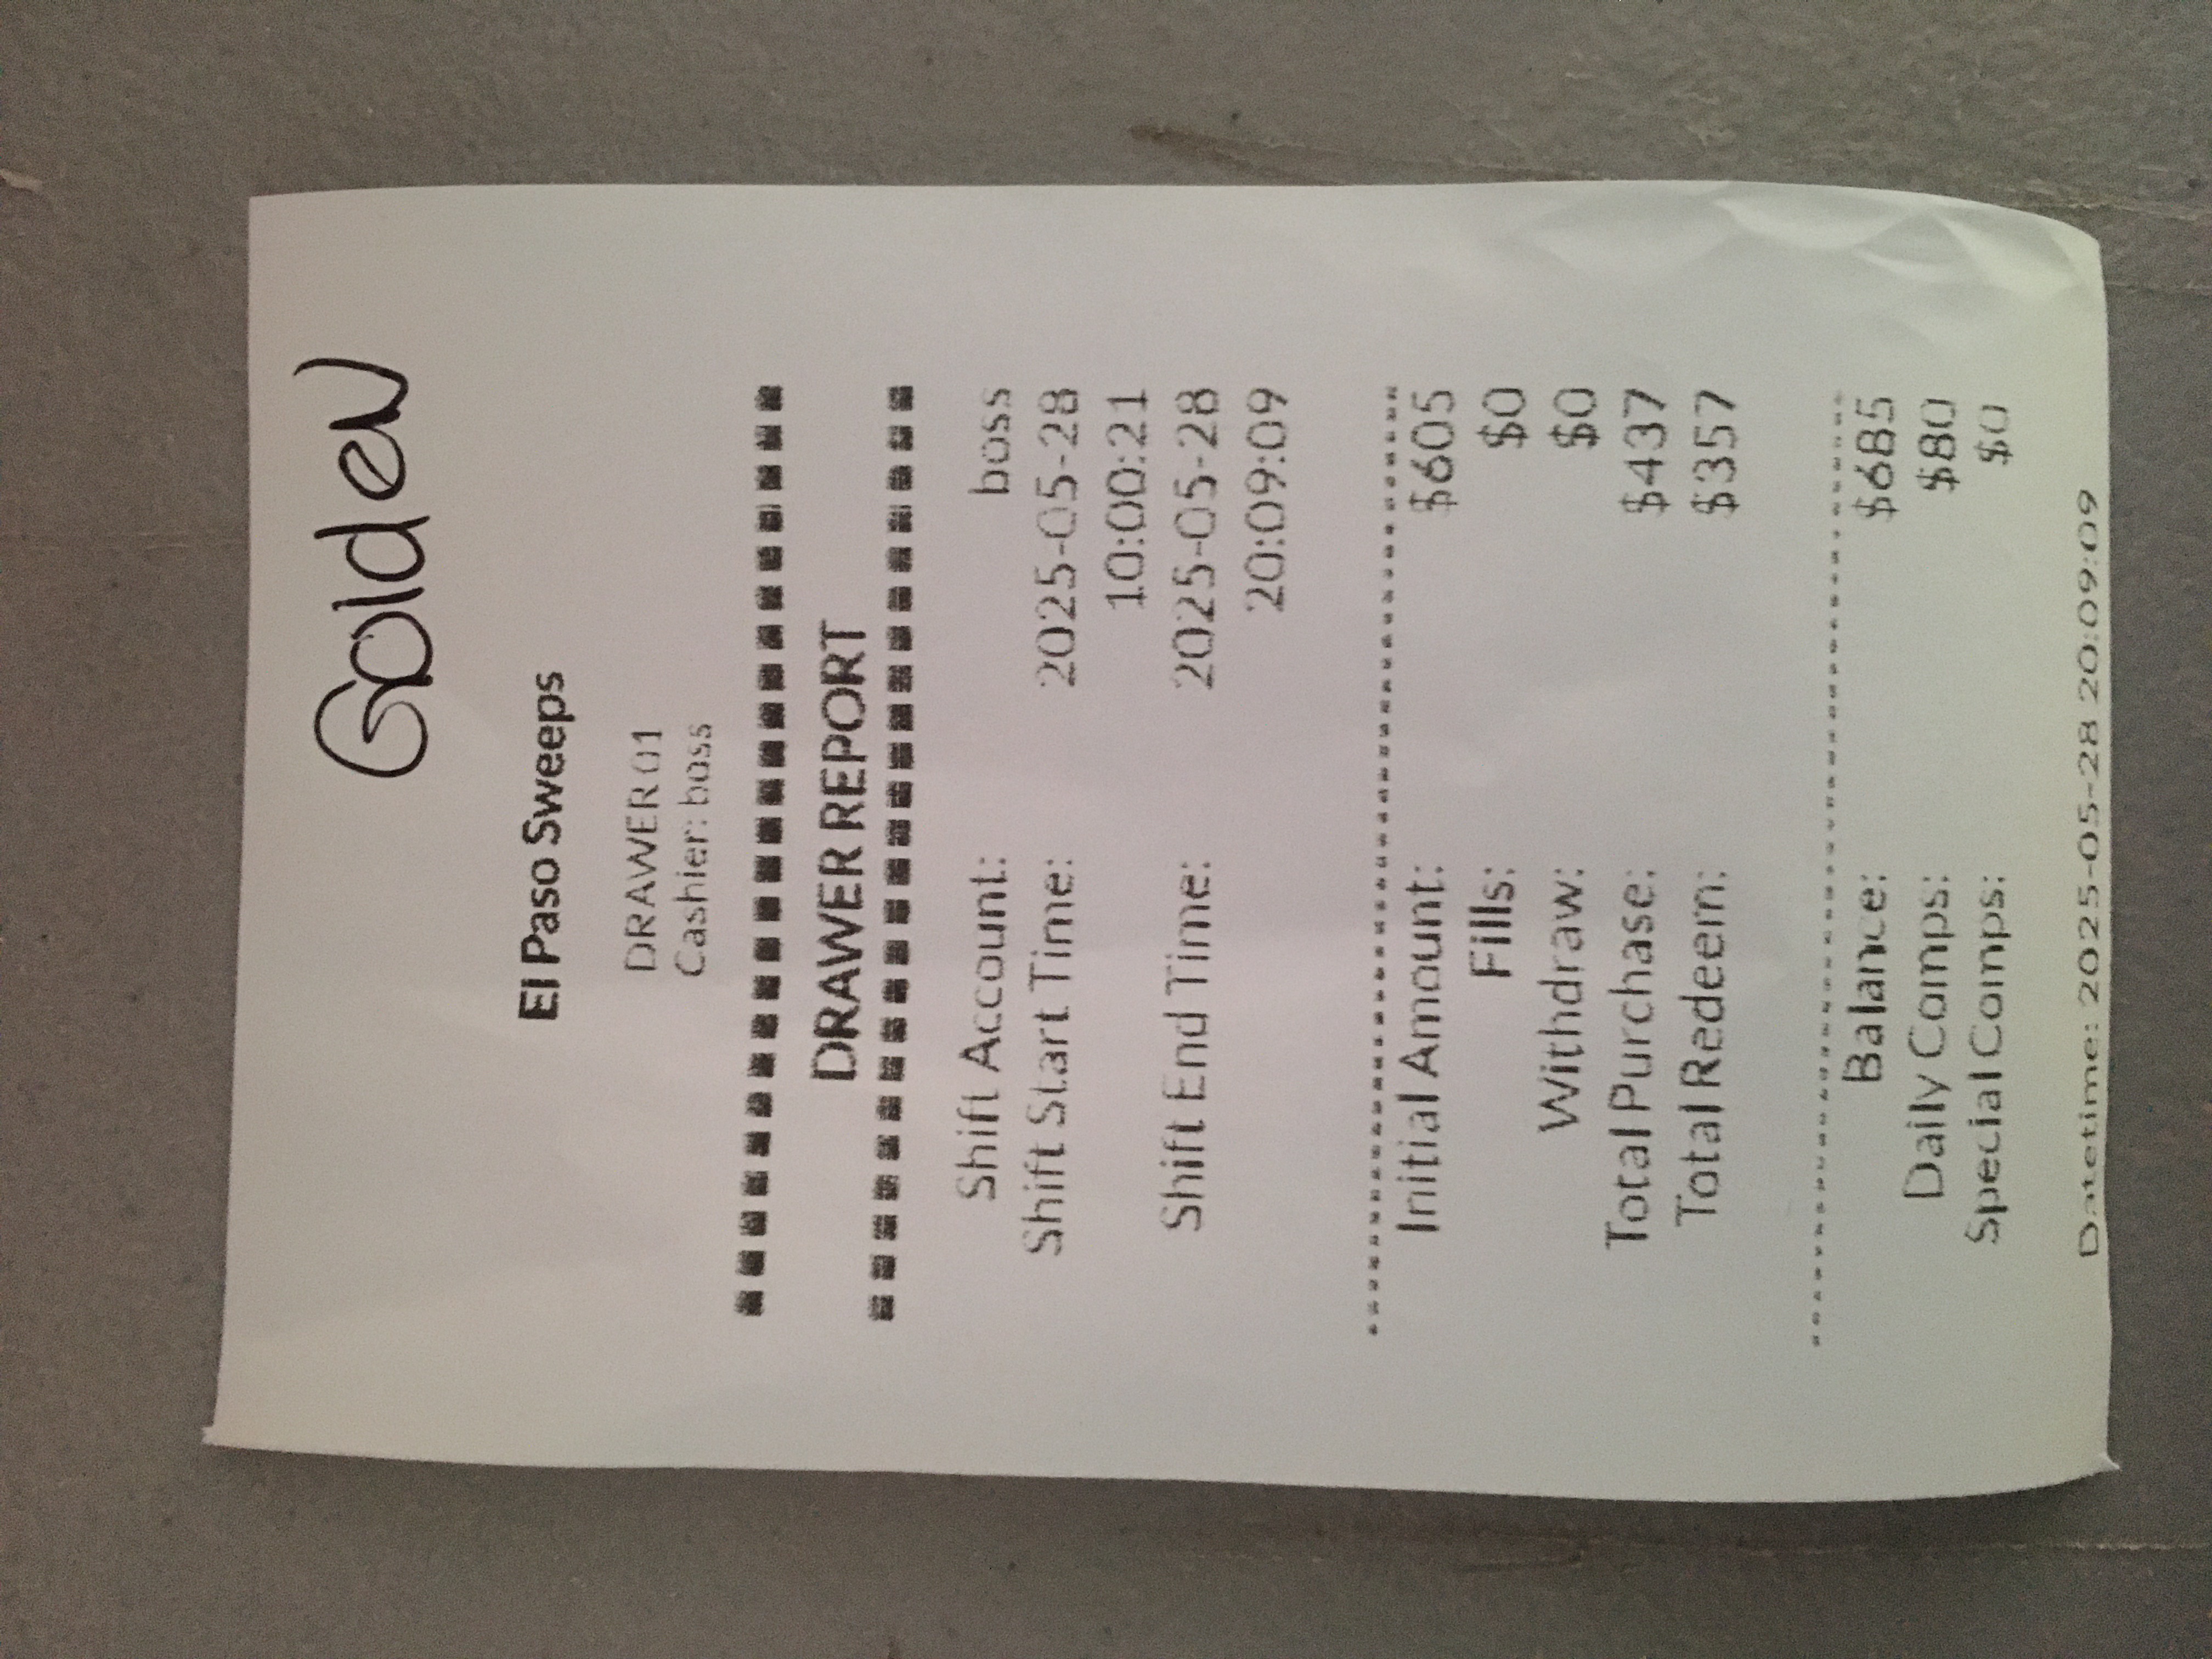 Golden
El Paso Sweeps
DRAWER 01
Cashier: boss
DRAWER REPORT
Shift Account: boss
Shift Start Time: 2025-05-28
10:00:21
Shift End Time: 2025-05-28
20:09:09
Initial Amount: $605
Fills: $0
Withdraw: $0
Total Purchase: $437
Total Redeem: $357
Balance: $685
Daily Comps: $80
Special Comps: $0
Datetime: 2025-05-28 20:09:09